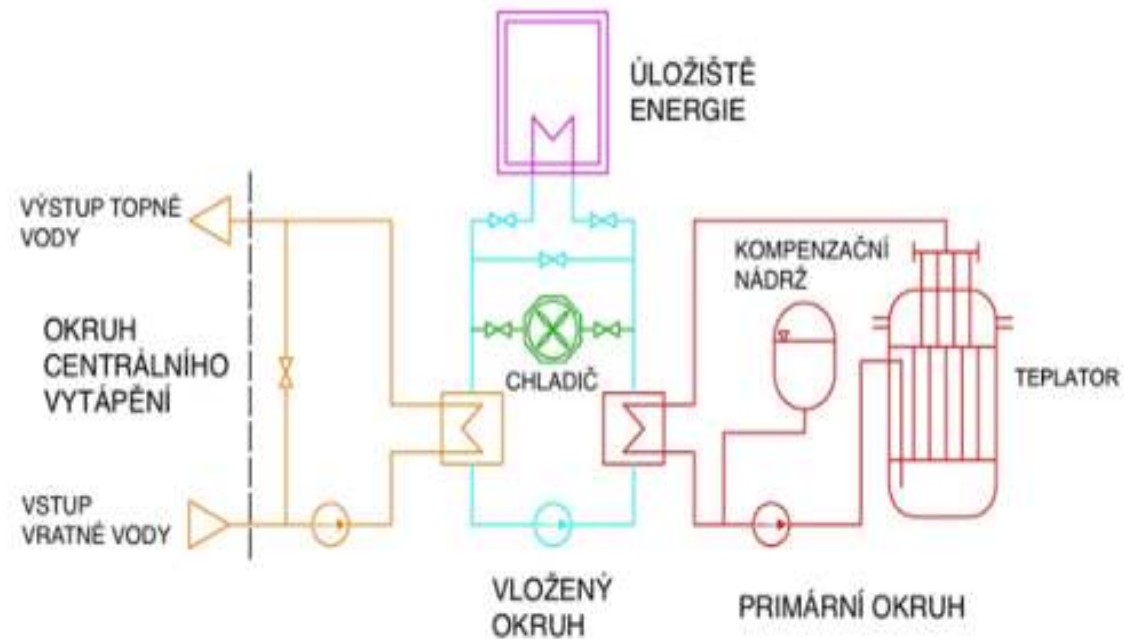 ÚLOŽIŠTĚ
ENERGIE
VÝSTUP TOPNÉ
VODY
KOMPENZAČNÍ
NÁDRŽ
OKRUH
CENTRÁLNÍHO
VYTÁPĚNÍ
CHLADIČ
TEPLATOR
VSTUP
VRATNÉ VODY
VLOŽENÝ
OKRUH
PRIMÁRNÍ OKRUH